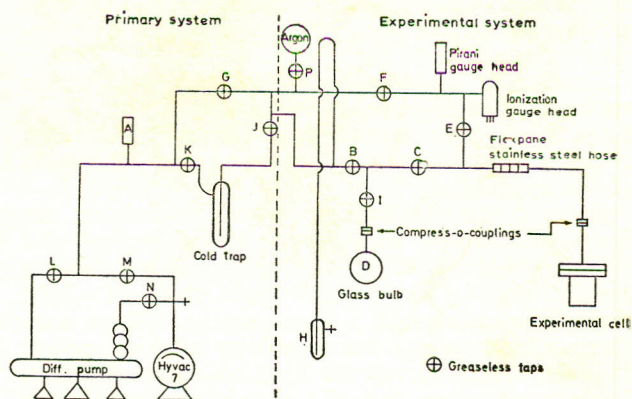 Primary system
Experimental system
Argon
P
Pirani
gauge head
G
F
Ionization
gauge head
A
J
E
Flexpane
stainless steel hose
K
B
C
I
Cold trap
Compress-o-couplings
L
M
D
Glass bulb
N
H
Experimental cell
Diff. pump
Hyvac
7
Greaseless taps